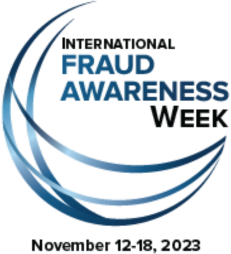 INTERNATIONAL
FRAUD
AWARENESS
WEEK
November 12-18, 2023